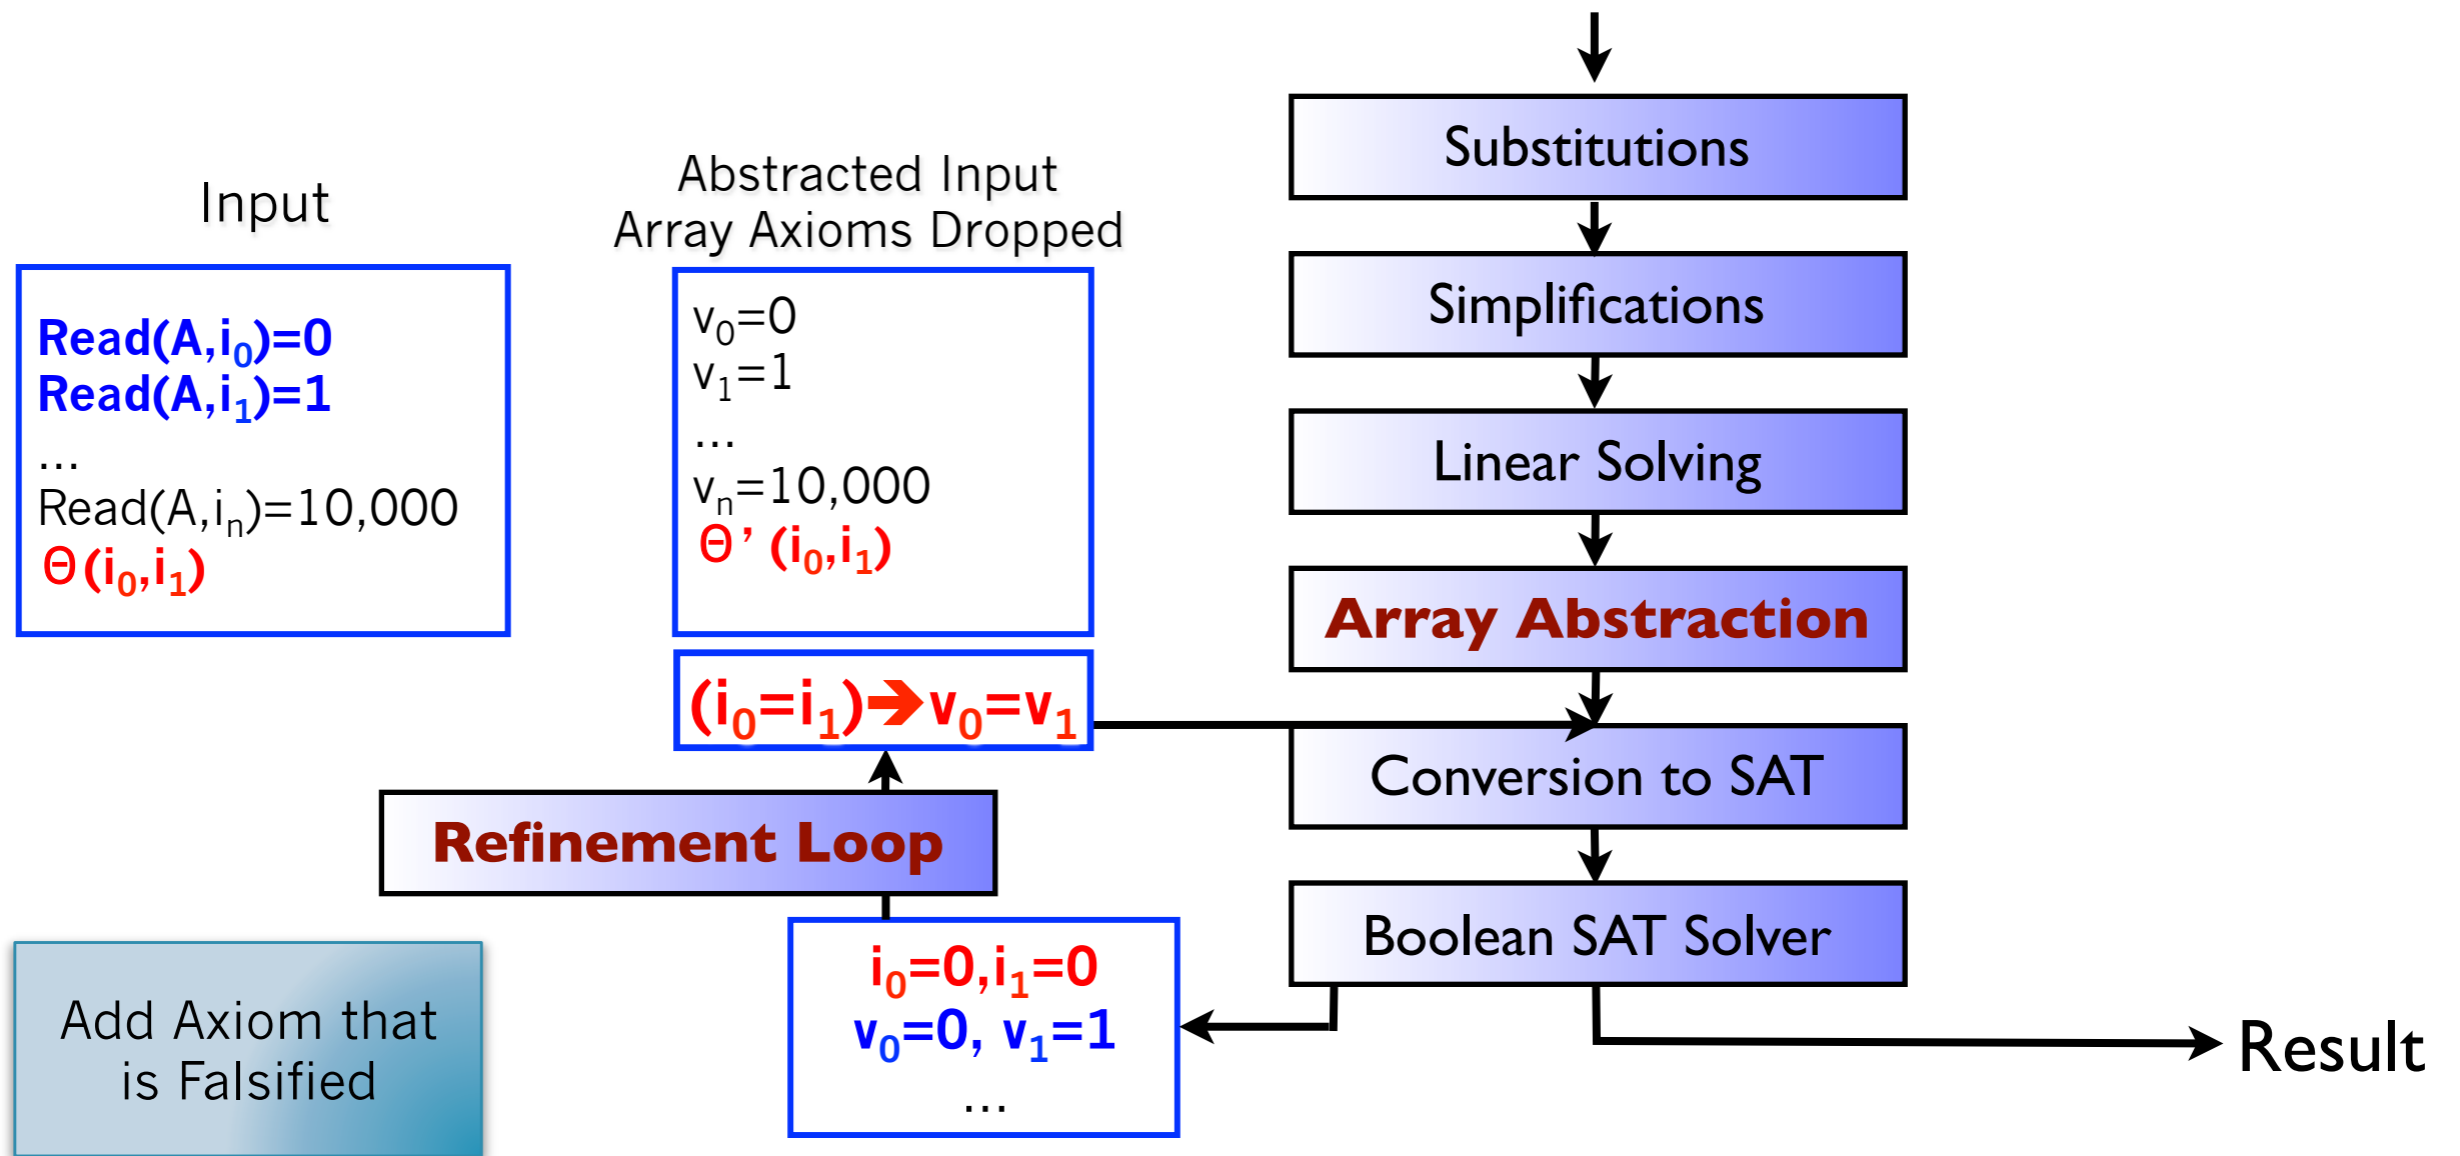 Input
Read(A,i₀)=0
Read(A,i₁)=1
...
Read(A,iₙ)=10,000
Θ(i₀,i₁)
Abstracted Input
Array Axioms Dropped
v₀=0
v₁=1
...
vₙ=10,000
Θ’(i₀,i₁)
(i₀=i₁)➔v₀=v₁
Refinement Loop
i₀=0,i₁=0
v₀=0, v₁=1
...
Add Axiom that
is Falsified
Substitutions
Simplifications
Linear Solving
Array Abstraction
Conversion to SAT
Boolean SAT Solver
Result